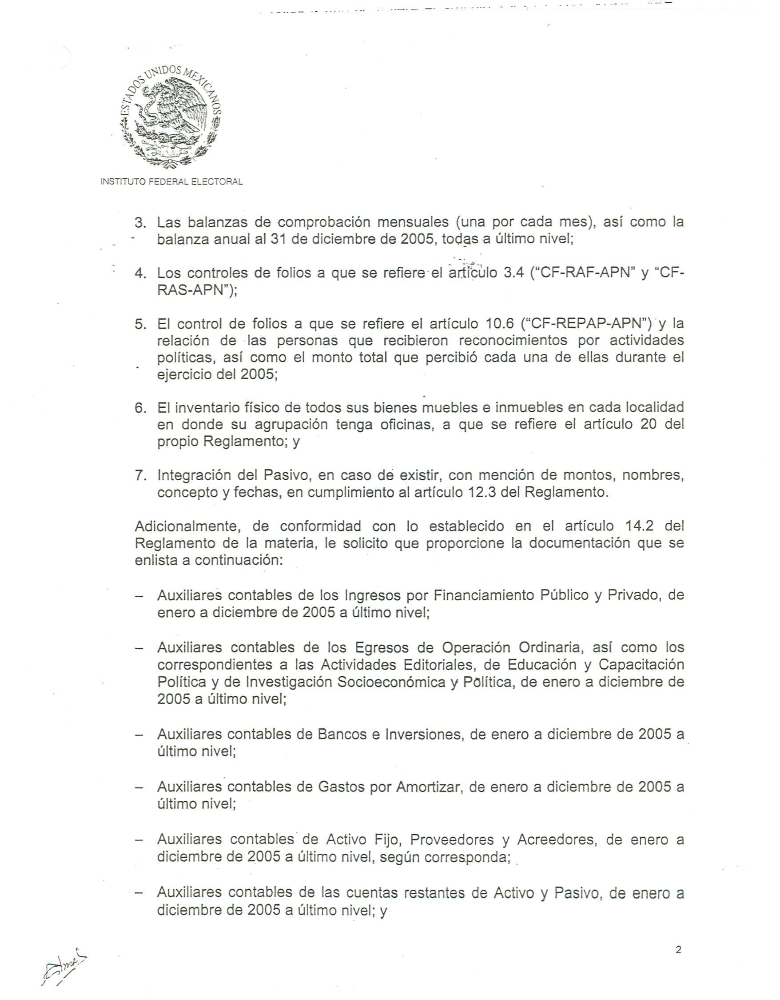 ESTADOS UNIDOS MEXICANOS
INSTITUTO FEDERAL ELECTORAL
3. Las balanzas de comprobación mensuales (una por cada mes), así como la
balanza anual al 31 de diciembre de 2005, todas a último nivel;
4. Los controles de folios a que se refiere el artículo 3.4 (“CF-RAF-APN” y “CF-
RAS-APN”);
5. El control de folios a que se refiere el artículo 10.6 (“CF-REPAP-APN”) y la
relación de las personas que recibieron reconocimientos por actividades
políticas, así como el monto total que percibió cada una de ellas durante el
ejercicio del 2005;
6. El inventario físico de todos sus bienes muebles e inmuebles en cada localidad
en donde su agrupación tenga oficinas, a que se refiere el artículo 20 del
propio Reglamento; y
7. Integración del Pasivo, en caso de existir, con mención de montos, nombres,
concepto y fechas, en cumplimiento al artículo 12.3 del Reglamento.
Adicionalmente, de conformidad con lo establecido en el artículo 14.2 del
Reglamento de la materia, le solicito que proporcione la documentación que se
enlista a continuación:
– Auxiliares contables de los Ingresos por Financiamiento Público y Privado, de
enero a diciembre de 2005 a último nivel;
– Auxiliares contables de los Egresos de Operación Ordinaria, así como los
correspondientes a las Actividades Editoriales, de Educación y Capacitación
Política y de Investigación Socioeconómica y Política, de enero a diciembre de
2005 a último nivel;
– Auxiliares contables de Bancos e Inversiones, de enero a diciembre de 2005 a
último nivel;
– Auxiliares contables de Gastos por Amortizar, de enero a diciembre de 2005 a
último nivel;
– Auxiliares contables de Activo Fijo, Proveedores y Acreedores, de enero a
diciembre de 2005 a último nivel, según corresponda;
– Auxiliares contables de las cuentas restantes de Activo y Pasivo, de enero a
diciembre de 2005 a último nivel; y
2